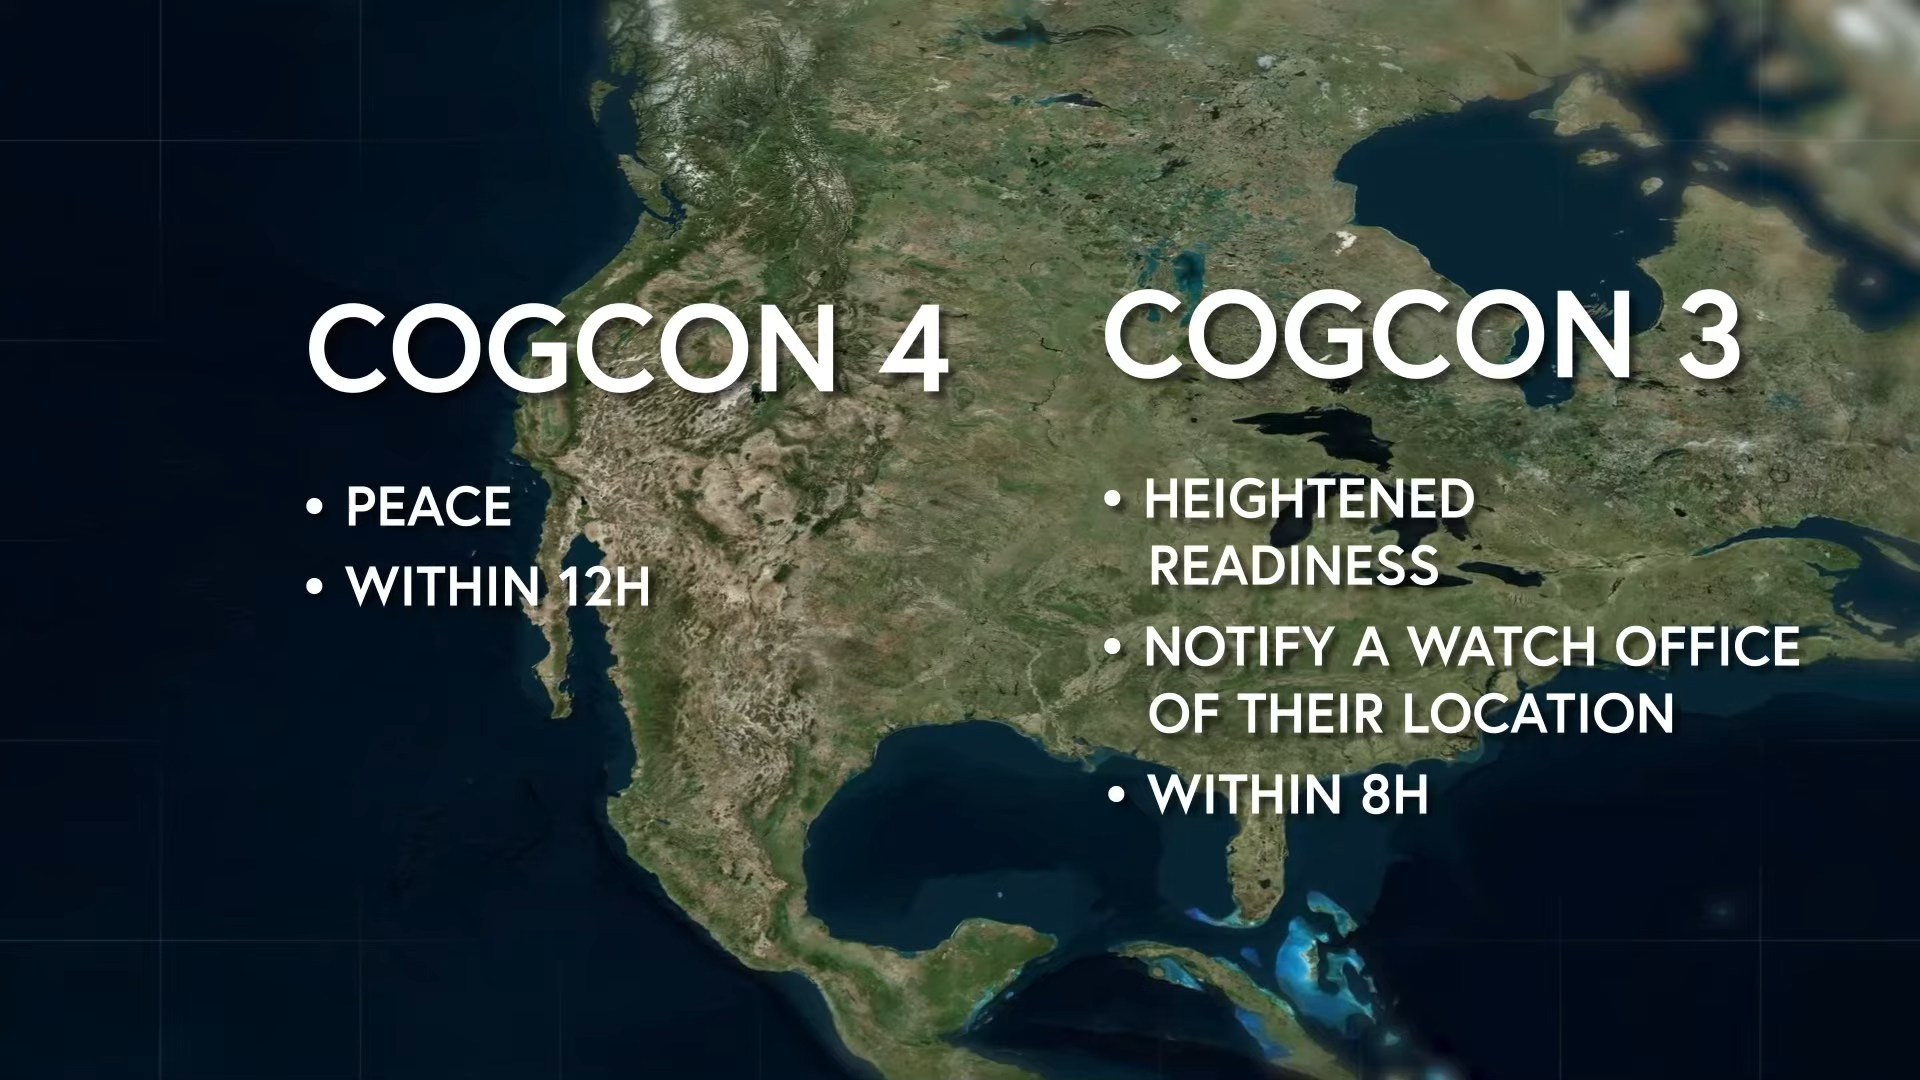 COGCON 4
• PEACE
• WITHIN 12H
COGCON 3
• HEIGHTENED
READINESS
• NOTIFY A WATCH OFFICE
OF THEIR LOCATION
• WITHIN 8H